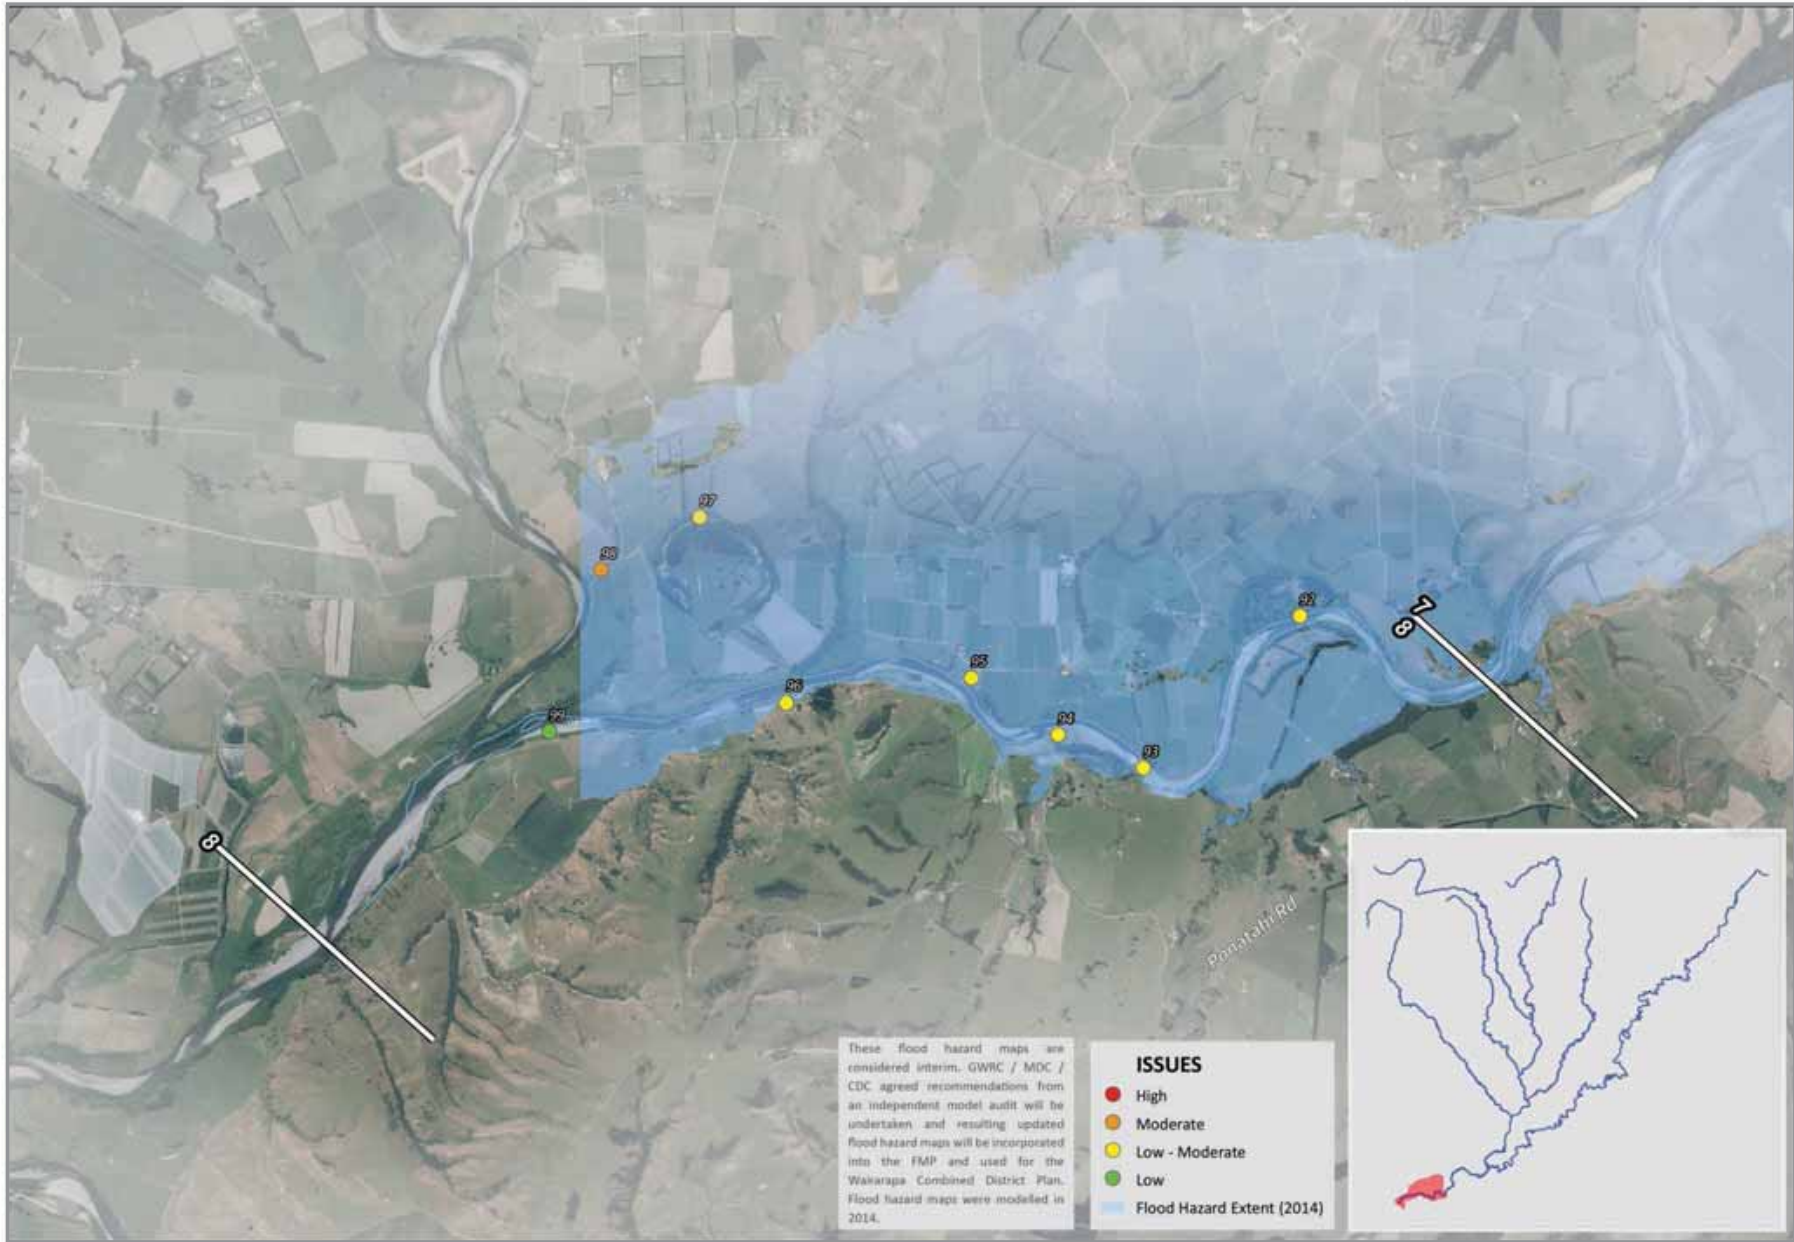 97
98
92
7
8
95
96
99
94
93
8
9
Ponatahi Rd
These flood hazard maps are
considered interim. GWRC / MDC /
CDC agreed recommendations from
an independent model audit will be
undertaken and resulting updated
flood hazard maps will be incorporated
into the FMP and used for the
Wairarapa Combined District Plan.
Flood hazard maps were modelled in
2014.
ISSUES
High
Moderate
Low - Moderate
Low
Flood Hazard Extent (2014)